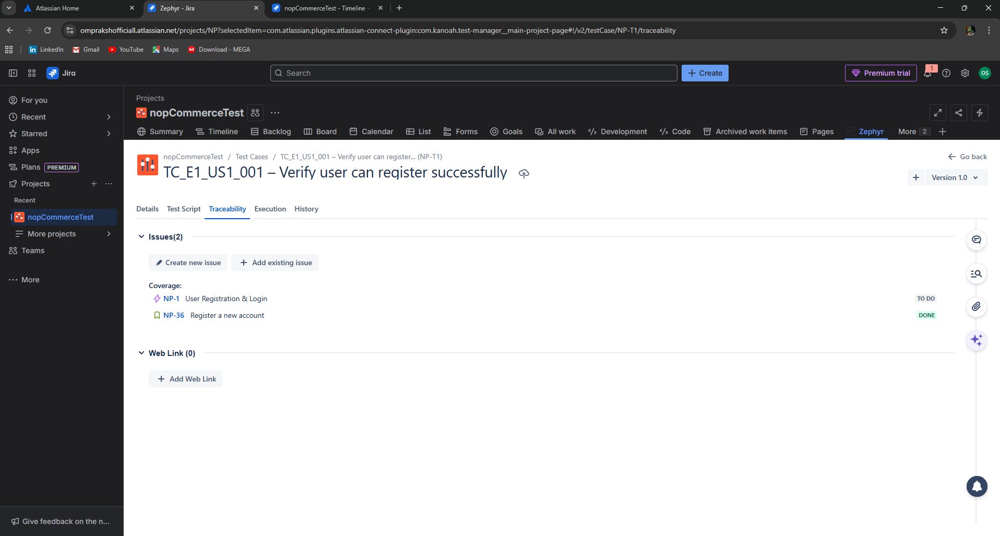 Atlassian Home
Zephyr - Jira
nopCommerceTest - Timeline -
omprakshofficiall.atlassian.net/projects/NP?selectedItem=com.atlassian.plugins.atlassian-connect-plugin:com.kanoah.test-manager__main-project-page#!/v2/testCase/NP-T1/traceability
LinkedIn
Gmail
YouTube
Maps
Download - MEGA
Jira
Search
Create
Premium trial
1
OS
For you
Recent
Starred
Apps
Plans PREMIUM
Projects
Recent
nopCommerceTest
More projects
Teams
More
Give feedback on the n...
Projects
nopCommerceTest
Summary
Timeline
Backlog
Board
Calendar
List
Forms
Goals
All work
Development
Code
Archived work items
Pages
Zephyr
More 2
nopCommerceTest / Test Cases / TC_E1_US1_001 – Verify user can register... (NP-T1)
Go back
TC_E1_US1_001 – Verify user can register successfully
Version 1.0
Details
Test Script
Traceability
Execution
History
Issues(2)
Create new issue
Add existing issue
Coverage:
NP-1 User Registration & Login TO DO
NP-36 Register a new account DONE
Web Link (0)
Add Web Link